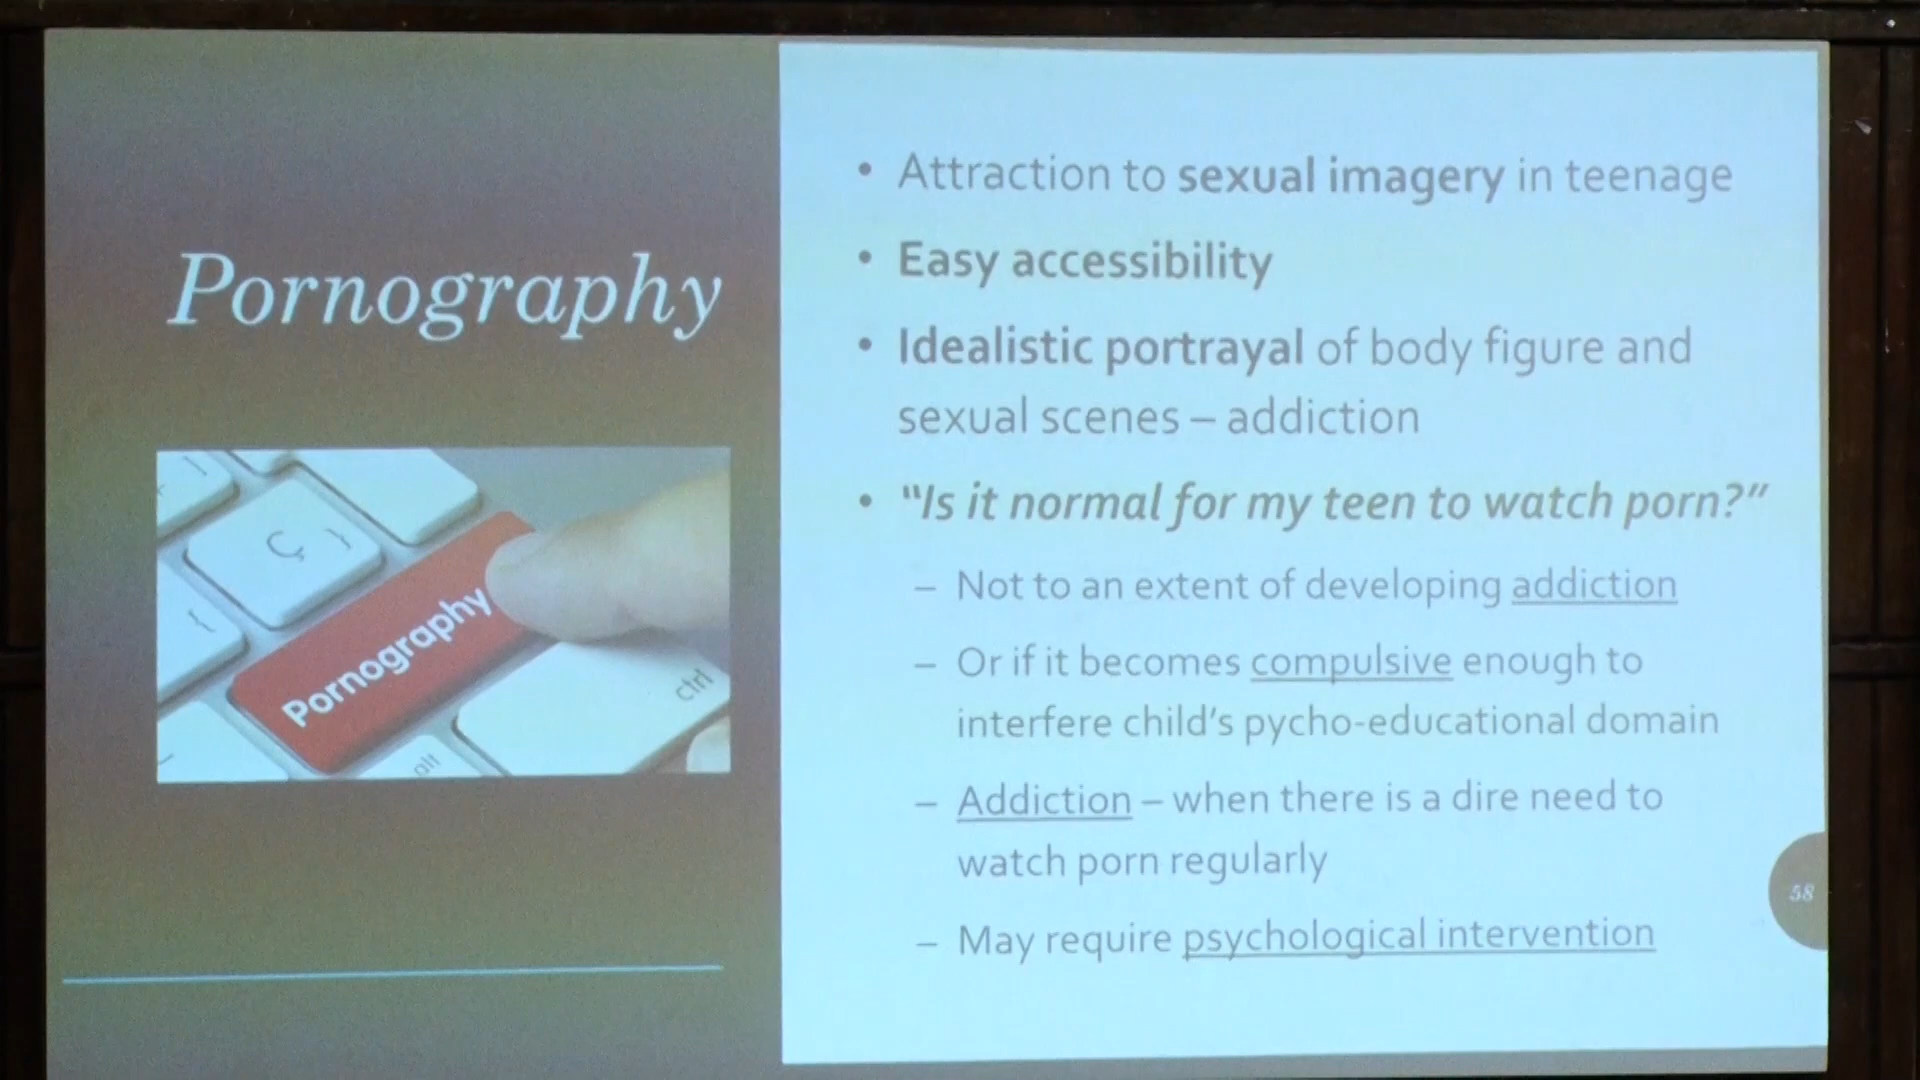 Pornography
• Attraction to sexual imagery in teenage
• Easy accessibility
• Idealistic portrayal of body figure and
sexual scenes – addiction
• "Is it normal for my teen to watch porn?"
– Not to an extent of developing addiction
– Or if it becomes compulsive enough to
interfere child's pycho-educational domain
– Addiction – when there is a dire need to
watch porn regularly
– May require psychological intervention
58
Ç }
{
Pornography
ctrl
alt